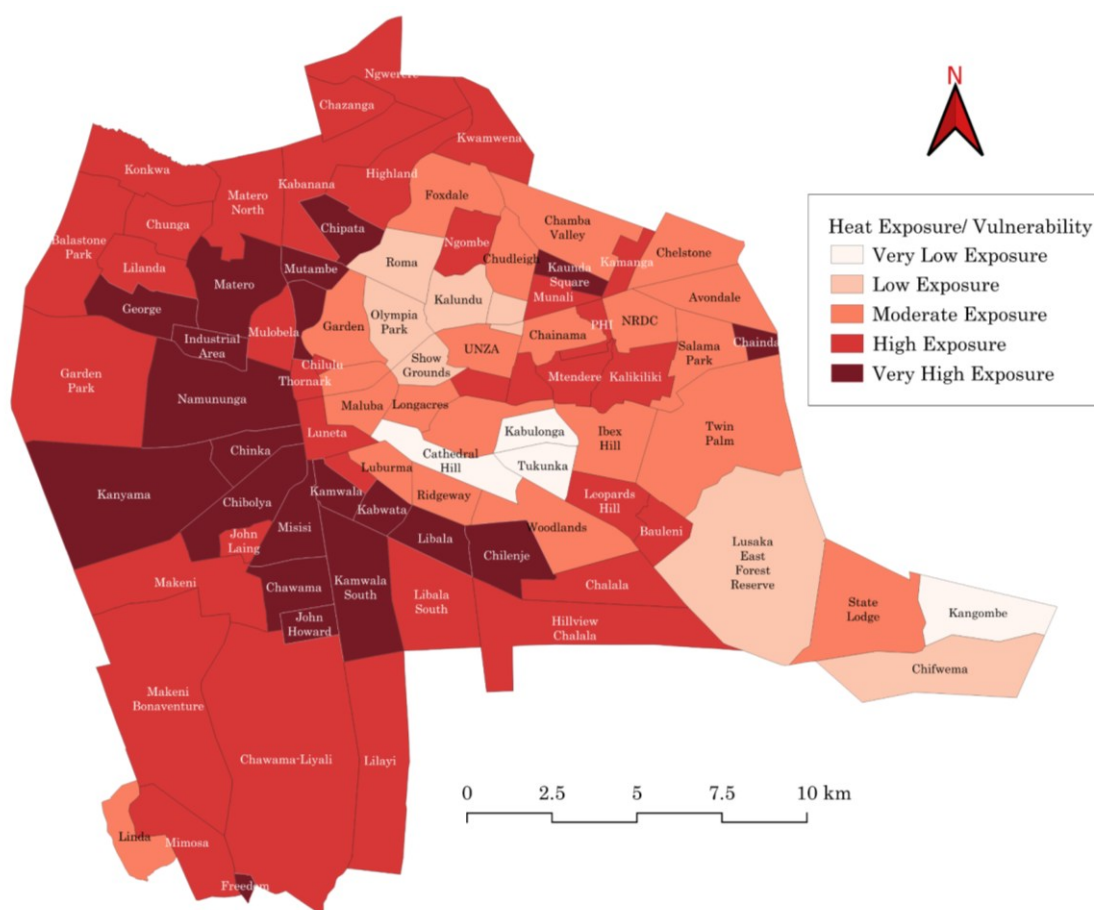 N
Heat Exposure/ Vulnerability
Very Low Exposure
Low Exposure
Moderate Exposure
High Exposure
Very High Exposure
Ngwerere
Chazanga
Kwamwena
Konkwa
Kabanana
Highland
Matero
North
Foxdale
Chunga
Chipata
Chamba
Valley
Balastone
Park
Ngombe
Chudleigh
Chelstone
Roma
Kamanga
Lilanda
Mutambe
Kaunda
Square
Matero
Kalundu
Avondale
George
Munali
Olympia
Park
Garden
PHI
NRDC
Industrial
Area
Mulobela
Chainama
Chainda
UNZA
Salama
Park
Show
Grounds
Garden
Park
Chilulu
Thornark
Mtendere
Kalikiliki
Namununga
Maluba
Longacres
Twin
Palm
Luneta
Kabulonga
Ibex
Hill
Chinka
Cathedral
Hill
Tukunka
Luburma
Kanyama
Kamwala
Ridgeway
Leopards
Hill
Chibolya
Kabwata
Misisi
Woodlands
Bauleni
John
Laing
Libala
Lusaka
East
Forest
Reserve
Chilenje
Makeni
Chawama
Kamwala
South
Libala
South
Chalala
State
Lodge
Kangombe
John
Howard
Hillview
Chalala
Chifwema
Makeni
Bonaventure
Chawama-Liyali
Lilayi
0 2.5 5 7.5 10 km
Linda
Mimosa
Freedom